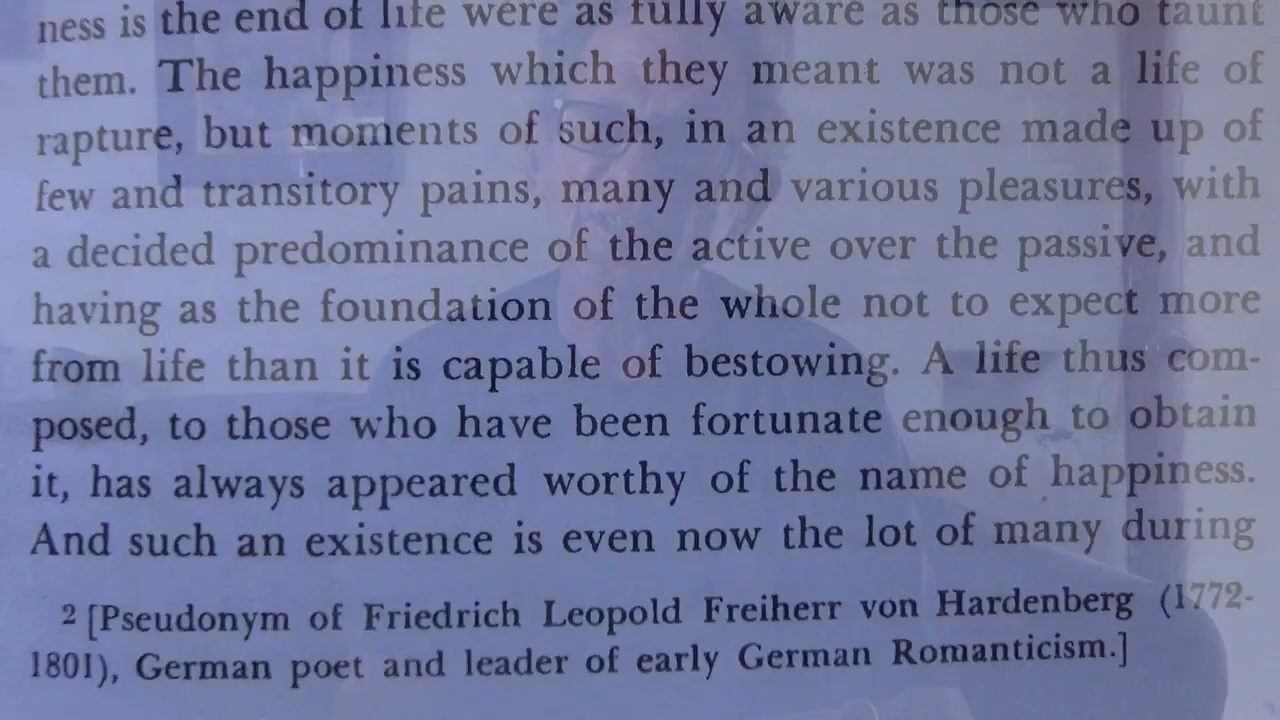 ness is the end of life were as fully aware as those who taunt
them. The happiness which they meant was not a life of
rapture, but moments of such, in an existence made up of
few and transitory pains, many and various pleasures, with
a decided predominance of the active over the passive, and
having as the foundation of the whole not to expect more
from life than it is capable of bestowing. A life thus com-
posed, to those who have been fortunate enough to obtain
it, has always appeared worthy of the name of happiness.
And such an existence is even now the lot of many during
2 [Pseudonym of Friedrich Leopold Freiherr von Hardenberg (1772-
1801), German poet and leader of early German Romanticism.]